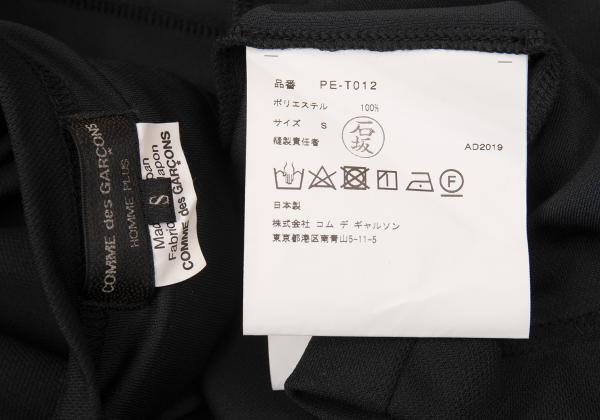 COMME des GARCONS
HOMME PLUS
S
Made in Japan
Fabric Japan
COMME des GARCONS
品番 PE-T012
ポリエステル 100%
サイズ S
縫製責任者 石坂
AD2019
日本製
株式会社 コム デ ギャルソン
東京都港区南青山5-11-5